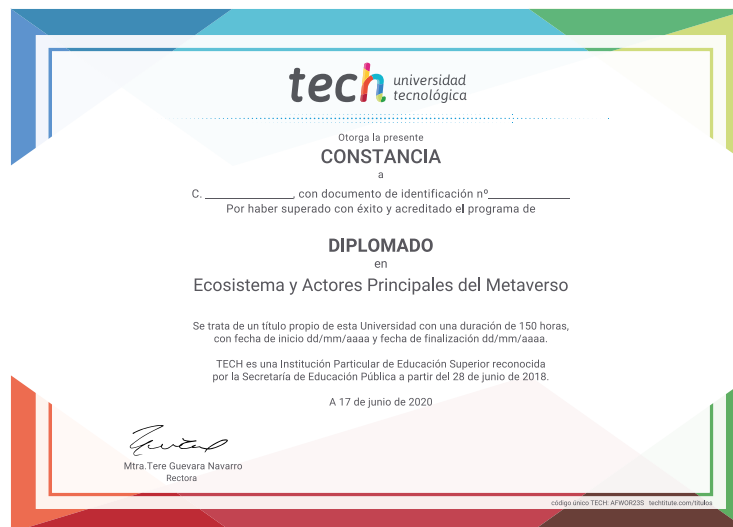 tech universidad
tecnológica
Otorga la presente
CONSTANCIA
a
C. ______________, con documento de identificación nº______________
Por haber superado con éxito y acreditado el programa de
DIPLOMADO
en
Ecosistema y Actores Principales del Metaverso
Se trata de un título propio de esta Universidad con una duración de 150 horas,
con fecha de inicio dd/mm/aaaa y fecha de finalización dd/mm/aaaa.
TECH es una Institución Particular de Educación Superior reconocida
por la Secretaría de Educación Pública a partir del 28 de junio de 2018.
A 17 de junio de 2020
Mtra.Tere Guevara Navarro
Rectora
código único TECH: AFWOR23S techtitute.com/titulos